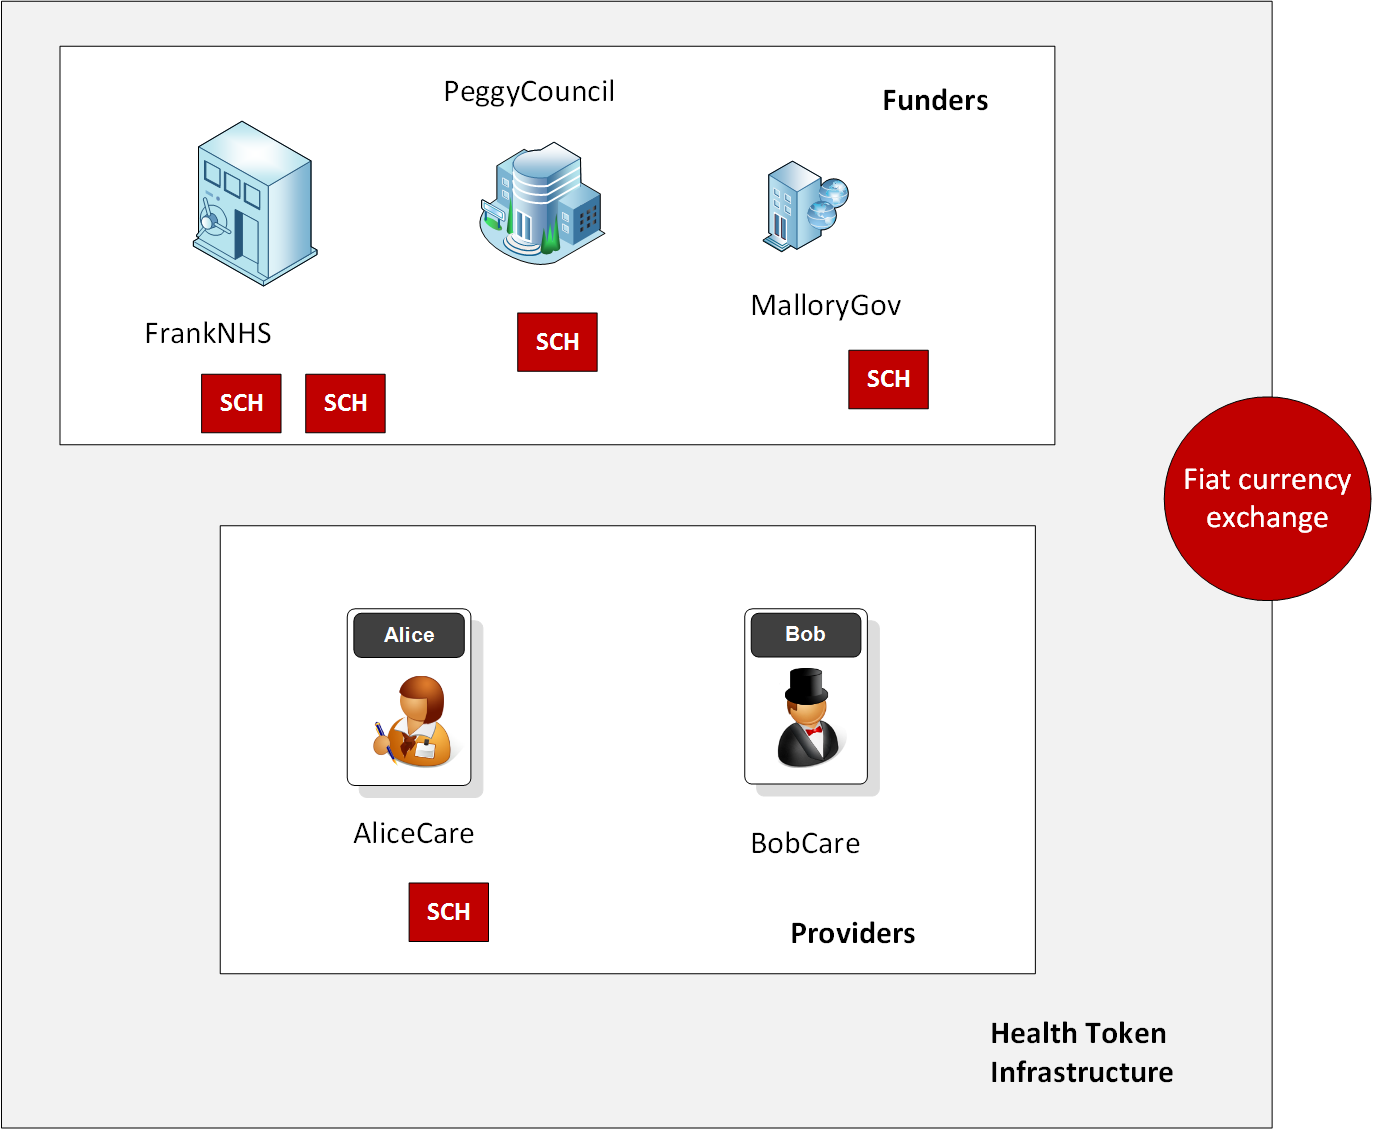 PeggyCouncil
Funders
MalloryGov
FrankNHS
SCH
SCH
SCH
SCH
Fiat currency
exchange
Alice
Bob
AliceCare
BobCare
SCH
Providers
Health Token
Infrastructure